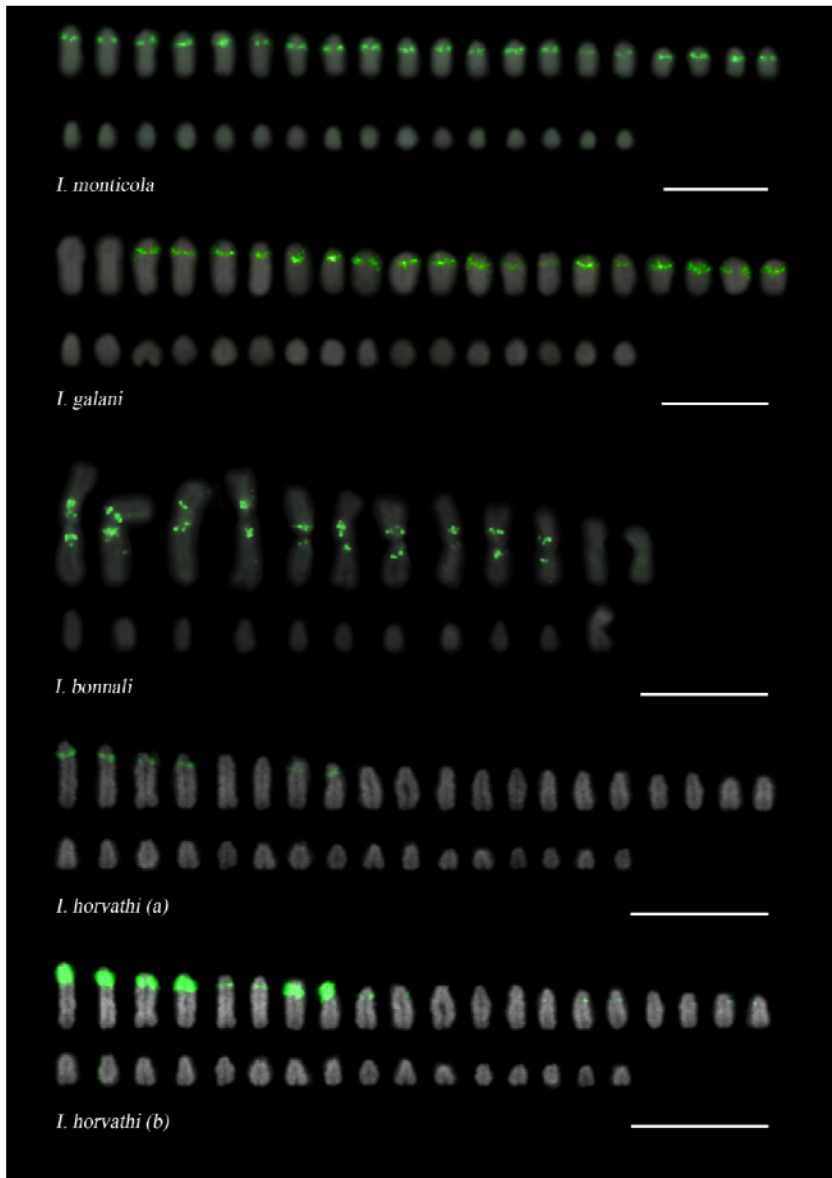 I. monticola
I. galani
I. bonnali
I. horvathi (a)
I. horvathi (b)